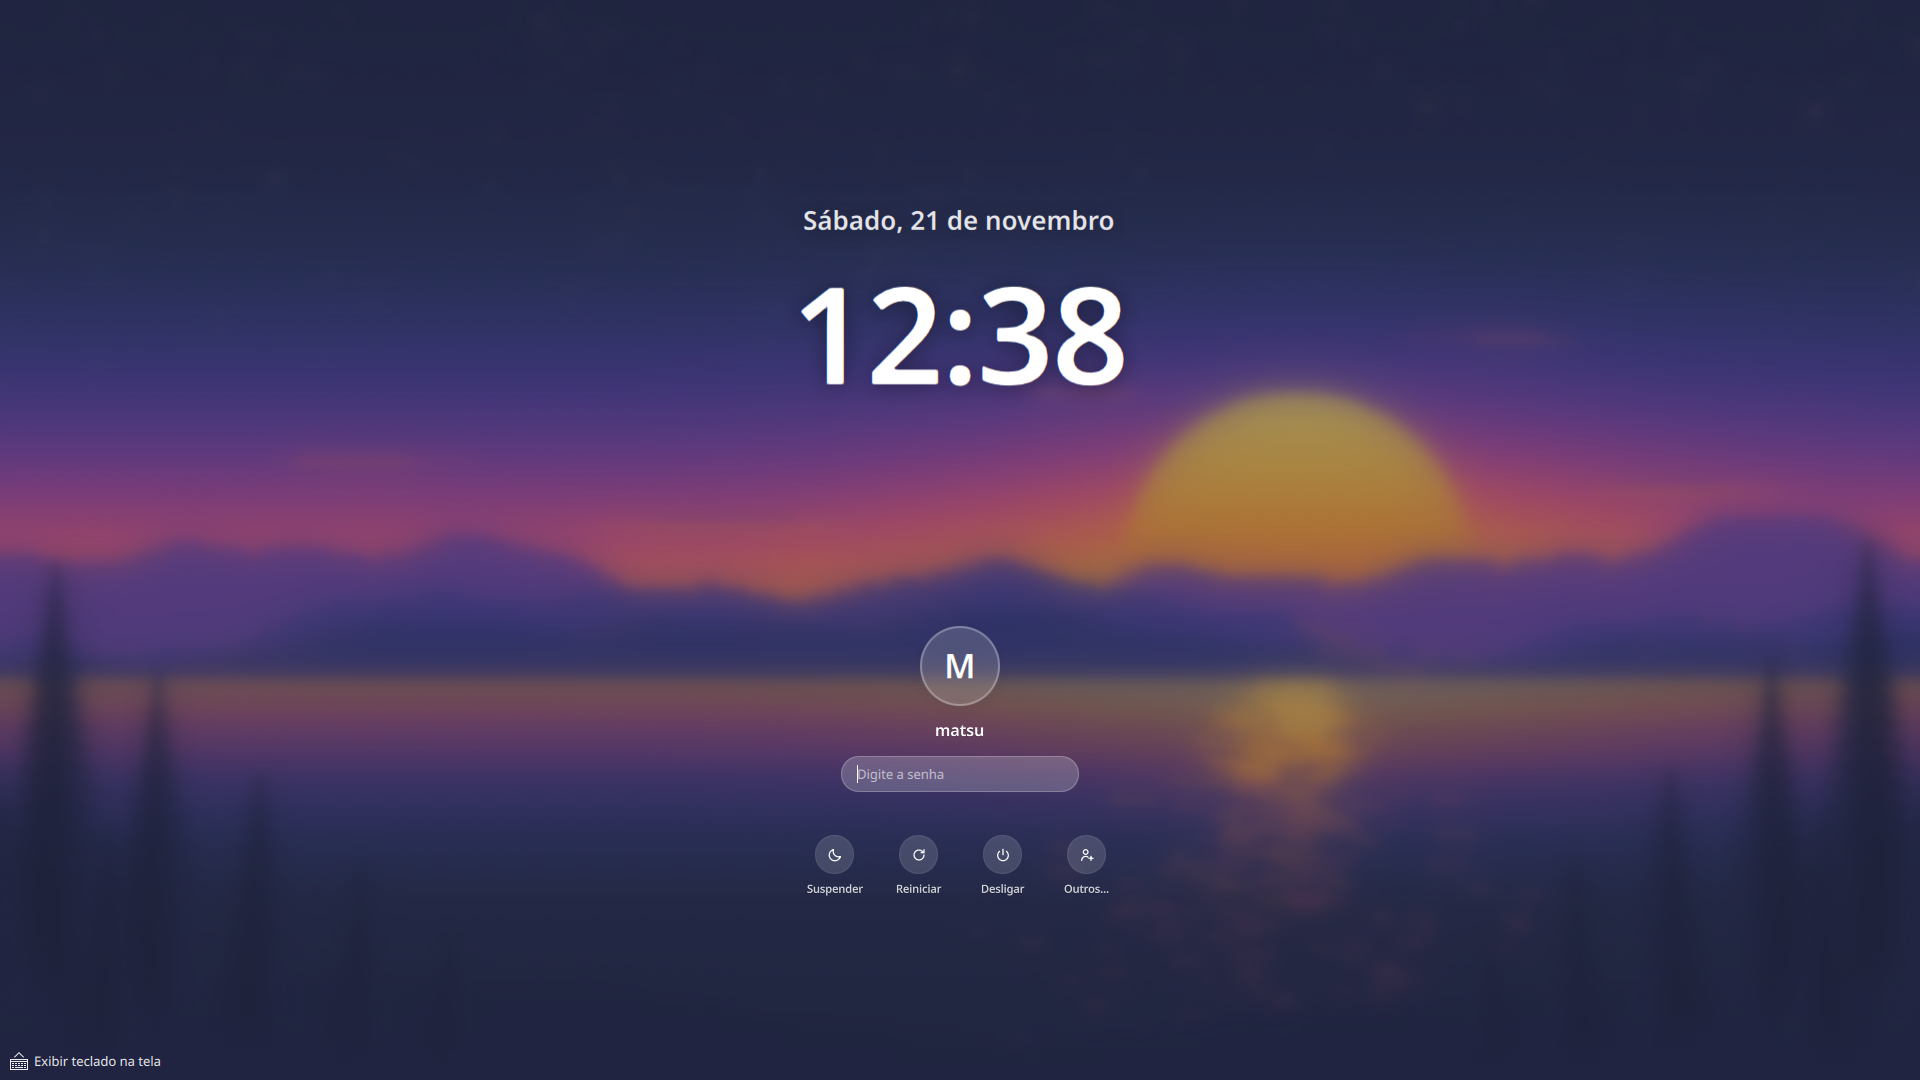 Sábado, 21 de novembro
12:38
M
matsu
Digite a senha
Suspender
Reiniciar
Desligar
Outros...
Exibir teclado na tela